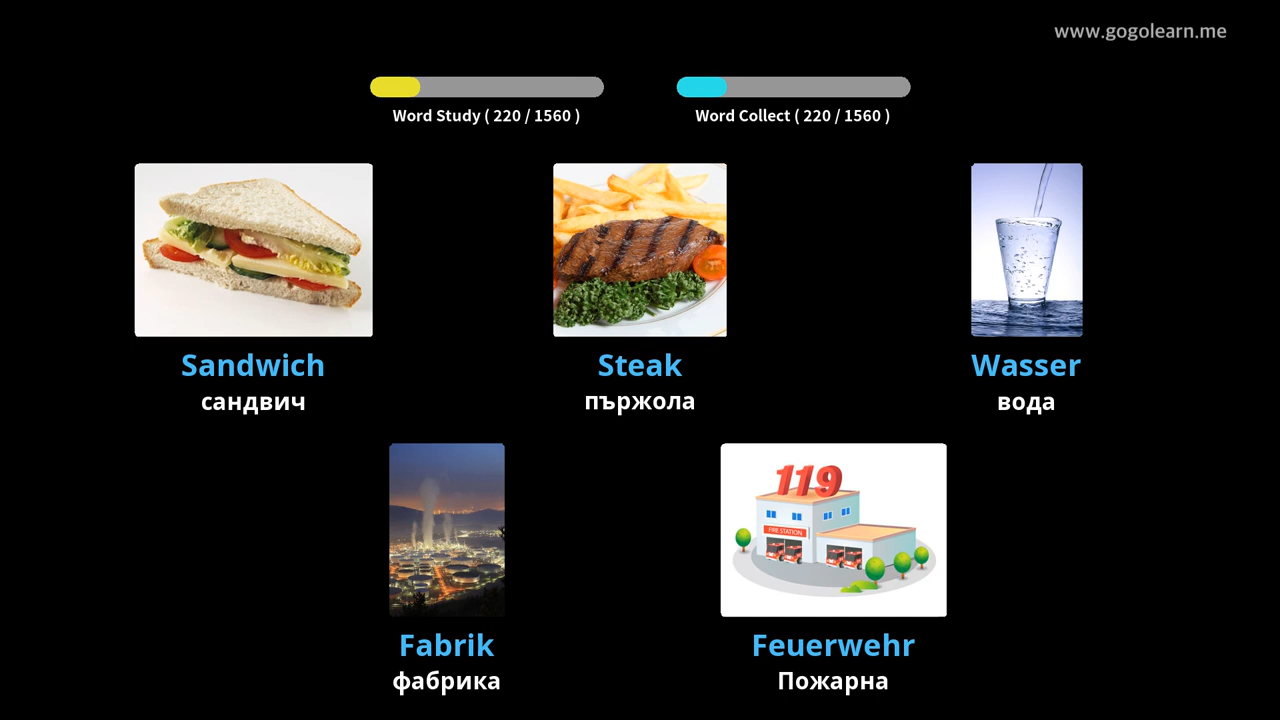 www.gogolearn.me
Word Study ( 220 / 1560 )
Word Collect ( 220 / 1560 )
Sandwich
сандвич
Steak
пържола
Wasser
вода
119
FIRE STATION
Fabrik
фабрика
Feuerwehr
Пожарна